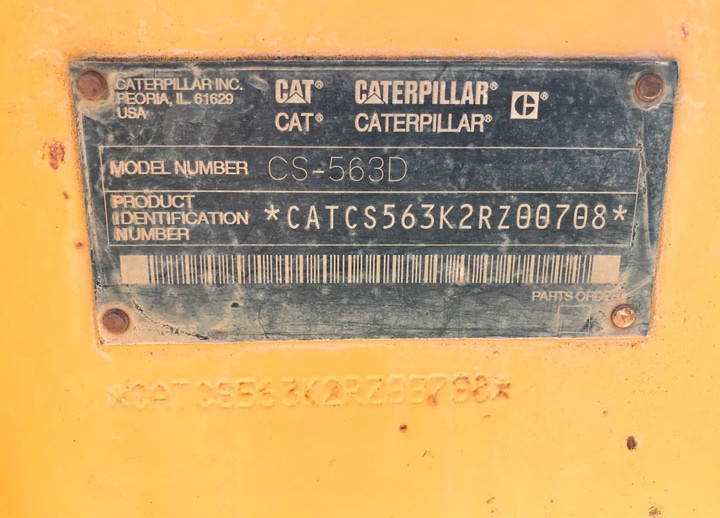 CATERPILLAR INC.
PEORIA, IL 61629
USA
CAT® CATERPILLAR® C®
CAT® CATERPILLAR®
MODEL NUMBER CS-563D
PRODUCT
IDENTIFICATION
NUMBER
*CATCS563K2RZ00708*
PARTS ORDER
*CATCS563K2RZ00708*